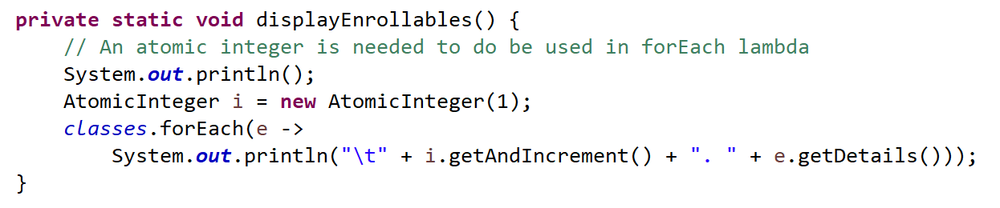 private static void displayEnrollables() {
    // An atomic integer is needed to do be used in forEach lambda
    System.out.println();
    AtomicInteger i = new AtomicInteger(1);
    classes.forEach(e ->
        System.out.println("\t" + i.getAndIncrement() + ". " + e.getDetails()));
}